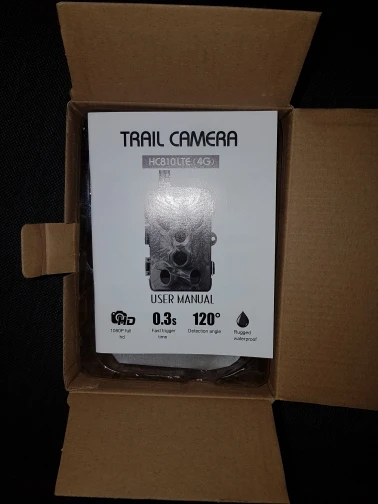 TRAIL CAMERA
HC810LTE (4G)
USER MANUAL
HD 0.3s 120°
1080P full Fast trigger Detection angle Rugged
hd time waterproof